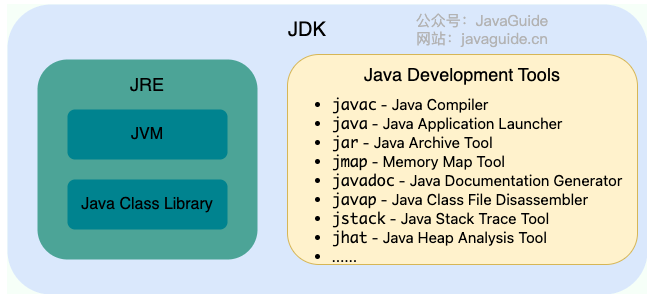 JDK
公众号：JavaGuide
网站：javaguide.cn
JRE
JVM
Java Class Library
Java Development Tools
• javac - Java Compiler
• java - Java Application Launcher
• jar - Java Archive Tool
• jmap - Memory Map Tool
• javadoc - Java Documentation Generator
• javap - Java Class File Disassembler
• jstack - Java Stack Trace Tool
• jhat - Java Heap Analysis Tool
• ......